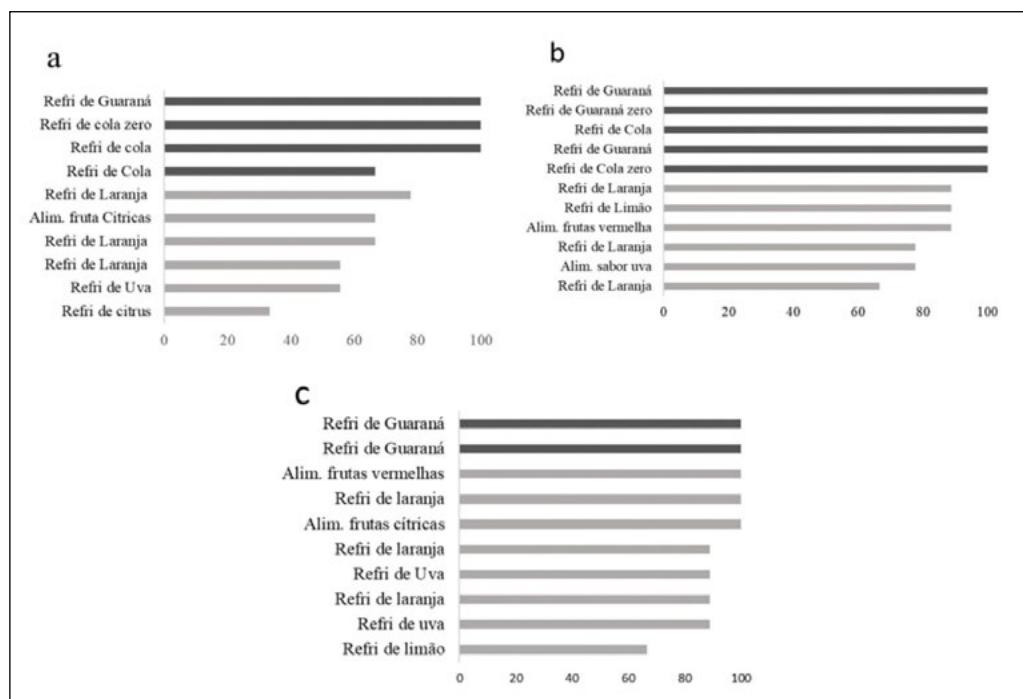 a
Refri de Guaraná
Refri de cola zero
Refri de cola
Refri de Cola
Refri de Laranja
Alim. fruta Citricas
Refri de Laranja
Refri de Laranja
Refri de Uva
Refri de citrus
0 20 40 60 80 100
b
Refri de Guaraná
Refri de Guaraná zero
Refri de Cola
Refri de Guaraná
Refri de Cola zero
Refri de Laranja
Refri de Limão
Alim. frutas vermelha
Refri de Laranja
Alim. sabor uva
Refri de Laranja
0 20 40 60 80 100
c
Refri de Guaraná
Refri de Guaraná
Alim. frutas vermelhas
Refri de laranja
Alim. frutas cítricas
Refri de laranja
Refri de Uva
Refri de laranja
Refri de uva
Refri de limão
0 20 40 60 80 100